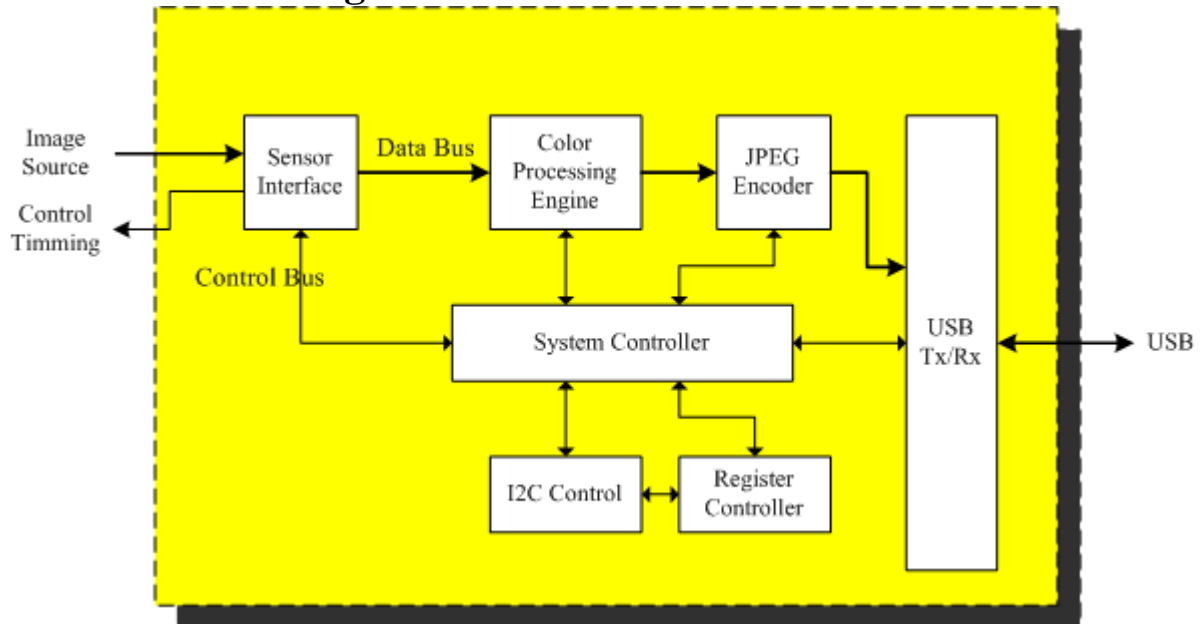 Image
Source
Control
Timming
Sensor
Interface
Data Bus
Color
Processing
Engine
JPEG
Encoder
Control Bus
System Controller
USB
Tx/Rx
USB
I2C Control
Register
Controller